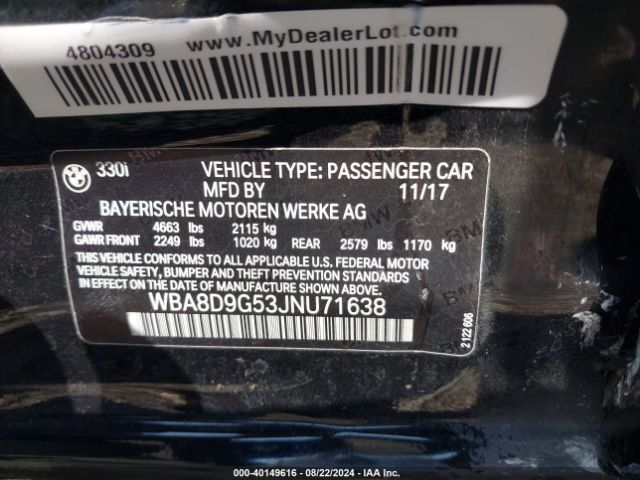 4804309 www.MyDealerLot.com
BMW 330i VEHICLE TYPE: PASSENGER CAR
MFD BY 11/17
BAYERISCHE MOTOREN WERKE AG
GVWR 4663 lbs 2115 kg
GAWR FRONT 2249 lbs 1020 kg REAR 2579 lbs 1170 kg
THIS VEHICLE CONFORMS TO ALL APPLICABLE U.S. FEDERAL MOTOR
VEHICLE SAFETY, BUMPER AND THEFT PREVENTION STANDARDS
IN EFFECT ON THE DATE OF MANUFACTURE SHOWN ABOVE.
WBA8D9G53JNU71638
2 122 606
000-40149616 - 08/22/2024 - IAA Inc.